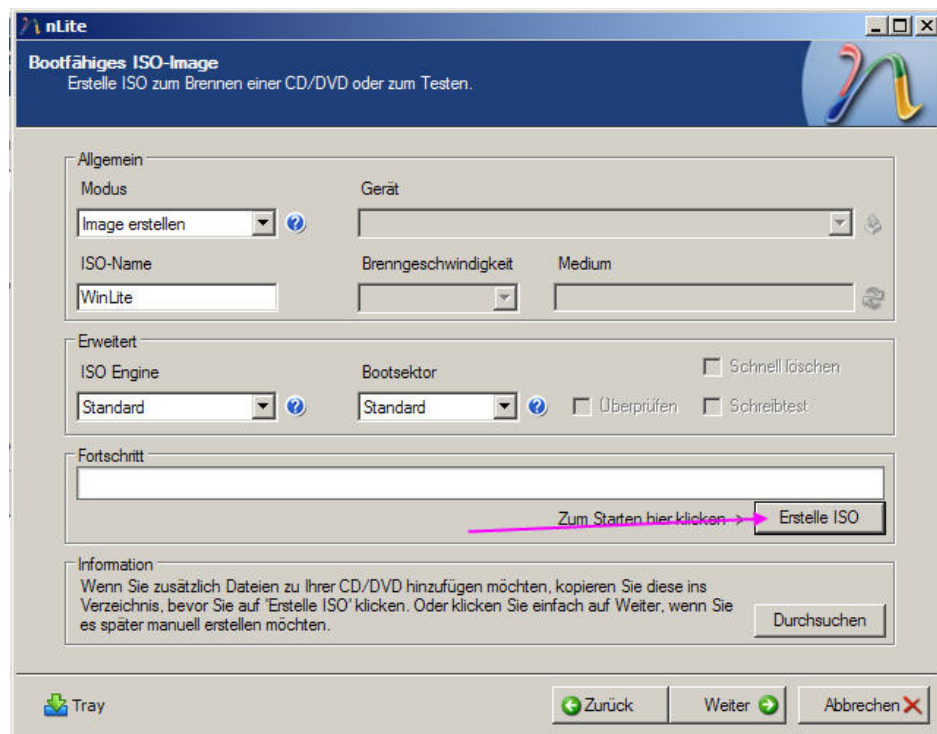 nLite
Bootfähiges ISO-Image
Erstelle ISO zum Brennen einer CD/DVD oder zum Testen.
Allgemein
Modus
Gerät
Image erstellen
ISO-Name
Brenngeschwindigkeit
Medium
WinLite
Erweitert
ISO Engine
Bootsektor
Schnell löschen
Standard
Standard
Überprüfen
Schreibtest
Fortschritt
Zum Starten hier klicken ->
Erstelle ISO
Information
Wenn Sie zusätzlich Dateien zu Ihrer CD/DVD hinzufügen möchten, kopieren Sie diese ins
Verzeichnis, bevor Sie auf 'Erstelle ISO' klicken. Oder klicken Sie einfach auf Weiter, wenn Sie
es später manuell erstellen möchten.
Durchsuchen
Tray
Zurück
Weiter
Abbrechen